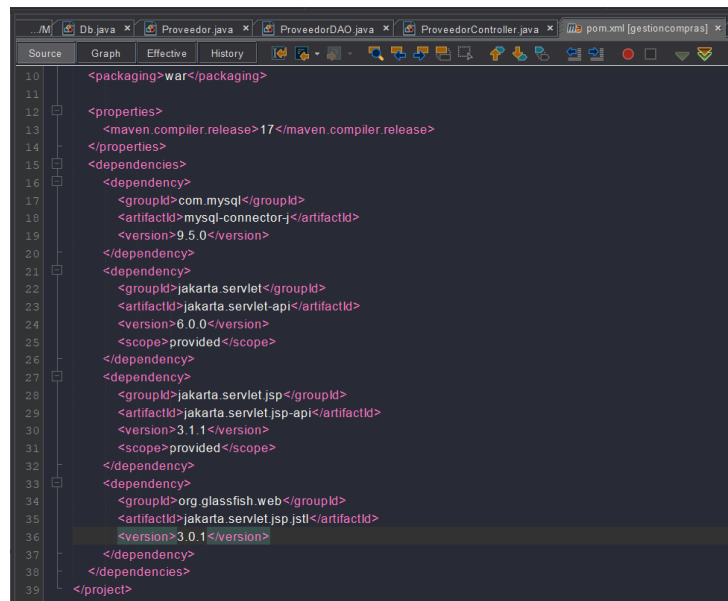 .../M Db.java × Proveedor.java × ProveedorDAO.java × ProveedorController.java × pom.xml [gestioncompras] ×
Source Graph Effective History
10 <packaging>war</packaging>
11
12 <properties>
13 <maven.compiler.release>17</maven.compiler.release>
14 </properties>
15 <dependencies>
16 <dependency>
17 <groupId>com.mysql</groupId>
18 <artifactId>mysql-connector-j</artifactId>
19 <version>9.5.0</version>
20 </dependency>
21 <dependency>
22 <groupId>jakarta.servlet</groupId>
23 <artifactId>jakarta.servlet-api</artifactId>
24 <version>6.0.0</version>
25 <scope>provided</scope>
26 </dependency>
27 <dependency>
28 <groupId>jakarta.servlet.jsp</groupId>
29 <artifactId>jakarta.servlet.jsp-api</artifactId>
30 <version>3.1.1</version>
31 <scope>provided</scope>
32 </dependency>
33 <dependency>
34 <groupId>org.glassfish.web</groupId>
35 <artifactId>jakarta.servlet.jsp.jstl</artifactId>
36 <version>3.0.1</version>
37 </dependency>
38 </dependencies>
39 </project>